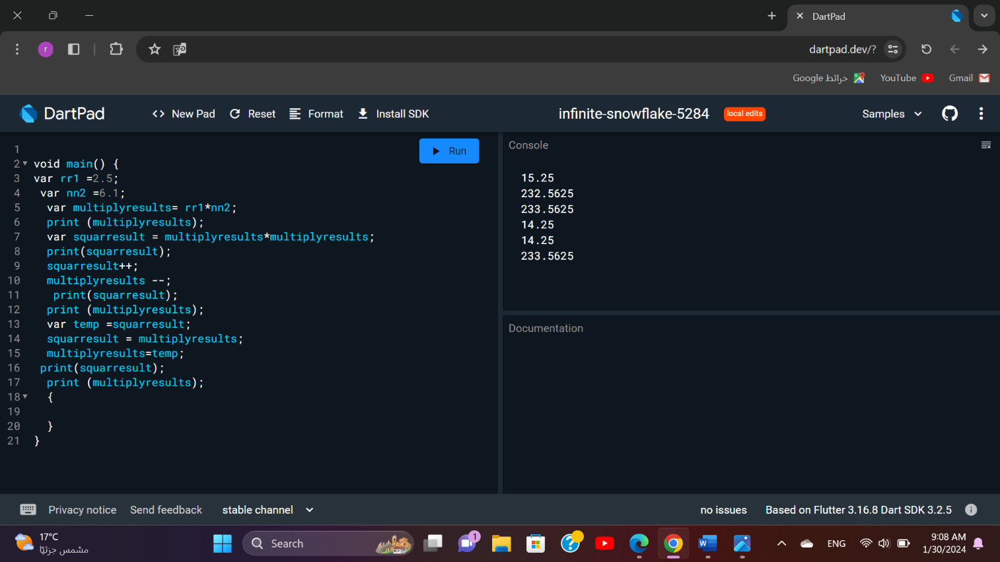 DartPad
dartpad.dev/?
خرائط Google
YouTube
Gmail
DartPad
<> New Pad
Reset
Format
Install SDK
infinite-snowflake-5284
local edits
Samples
1
2 void main() {
3 var rr1 =2.5;
4 var nn2 =6.1;
5 var multiplyresults= rr1*nn2;
6 print (multiplyresults);
7 var squarresult = multiplyresults*multiplyresults;
8 print(squarresult);
9 squarresult++;
10 multiplyresults --;
11 print(squarresult);
12 print (multiplyresults);
13 var temp =squarresult;
14 squarresult = multiplyresults;
15 multiplyresults=temp;
16 print(squarresult);
17 print (multiplyresults);
18 {
19
20 }
21 }
Run
Console
15.25
232.5625
233.5625
14.25
14.25
233.5625
Documentation
Privacy notice
Send feedback
stable channel
no issues
Based on Flutter 3.16.8 Dart SDK 3.2.5
17°C
مشمس جزئيًا
Search
1
ENG
9:08 AM
1/30/2024